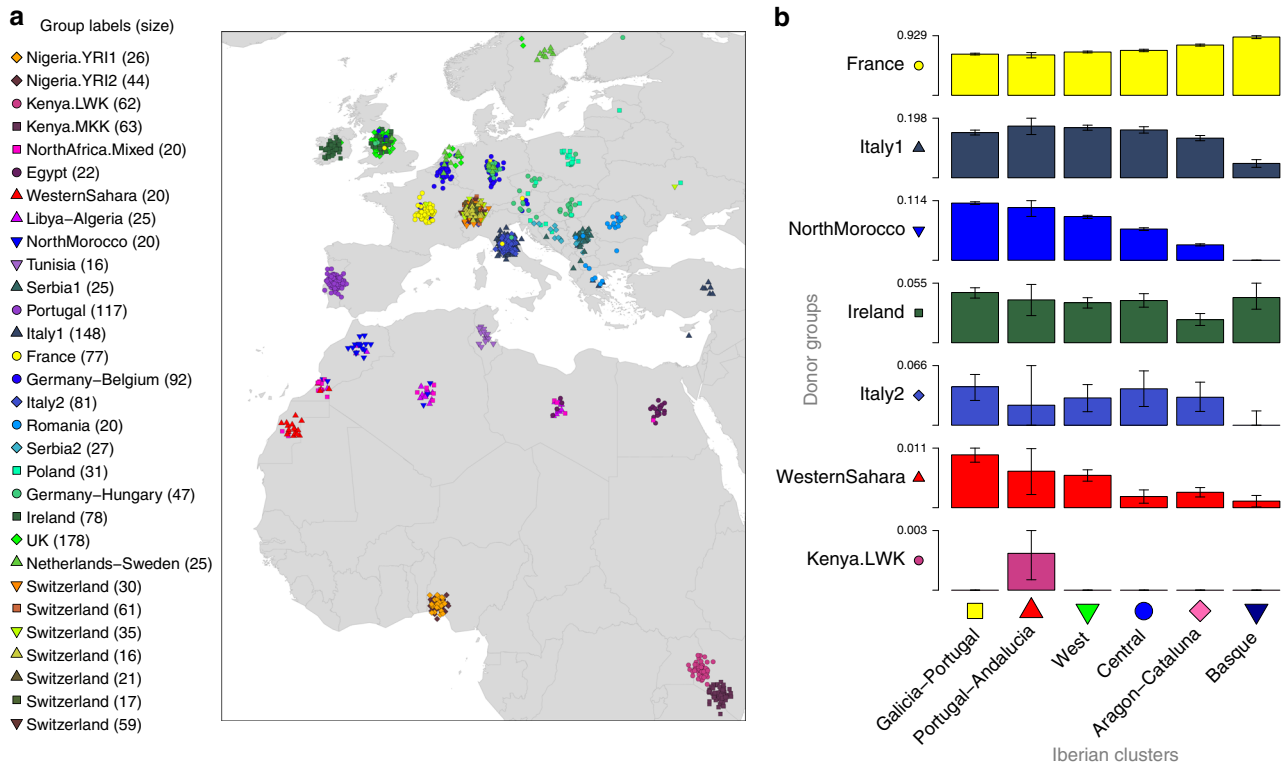 a
Group labels (size)
Nigeria.YRI1 (26)
Nigeria.YRI2 (44)
Kenya.LWK (62)
Kenya.MKK (63)
NorthAfrica.Mixed (20)
Egypt (22)
WesternSahara (20)
Libya−Algeria (25)
NorthMorocco (20)
Tunisia (16)
Serbia1 (25)
Portugal (117)
Italy1 (148)
France (77)
Germany−Belgium (92)
Italy2 (81)
Romania (20)
Serbia2 (27)
Poland (31)
Germany−Hungary (47)
Ireland (78)
UK (178)
Netherlands−Sweden (25)
Switzerland (30)
Switzerland (61)
Switzerland (35)
Switzerland (16)
Switzerland (21)
Switzerland (17)
Switzerland (59)
b
0.929
France
0.198
Italy1
0.114
NorthMorocco
0.055
Ireland
0.066
Italy2
0.011
WesternSahara
0.003
Kenya.LWK
Donor groups
Galicia−Portugal
Portugal−Andalucia
West
Central
Aragon−Cataluna
Basque
Iberian clusters